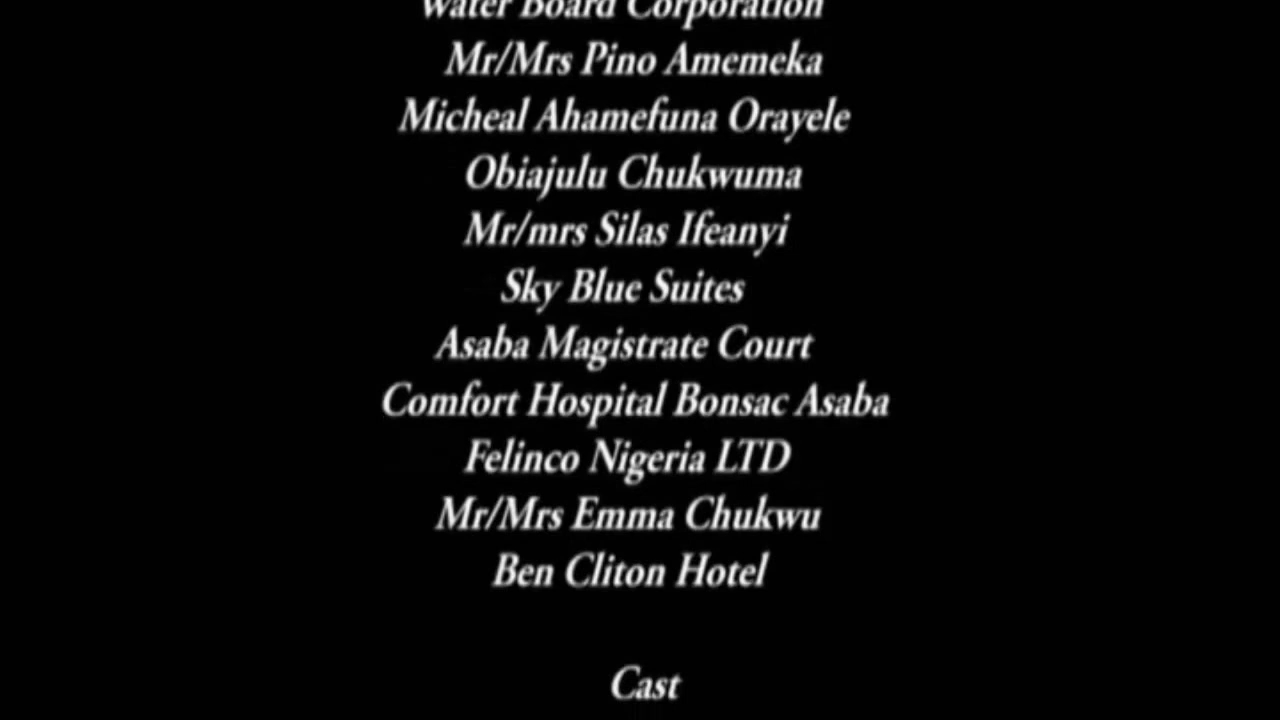 Water Board Corporation
Mr/Mrs Pino Amemeka
Micheal Ahamefuna Orayele
Obiajulu Chukwuma
Mr/mrs Silas Ifeanyi
Sky Blue Suites
Asaba Magistrate Court
Comfort Hospital Bonsac Asaba
Felinco Nigeria LTD
Mr/Mrs Emma Chukwu
Ben Cliton Hotel
Cast